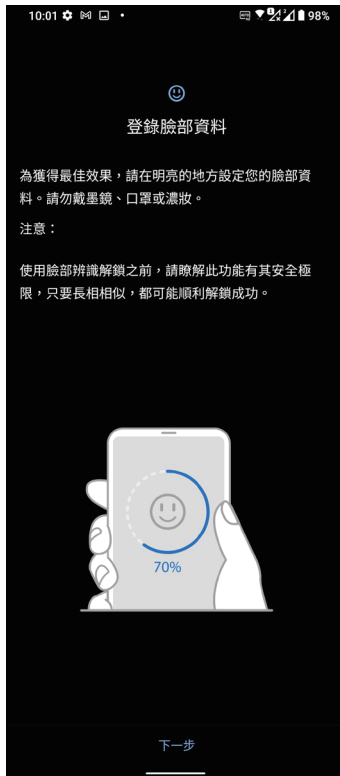 10:01
98%
登錄臉部資料
為獲得最佳效果，請在明亮的地方設定您的臉部資
料。請勿戴墨鏡、口罩或濃妝。
注意：
使用臉部辨識解鎖之前，請瞭解此功能有其安全極
限，只要長相相似，都可能順利解鎖成功。
70%
下一步